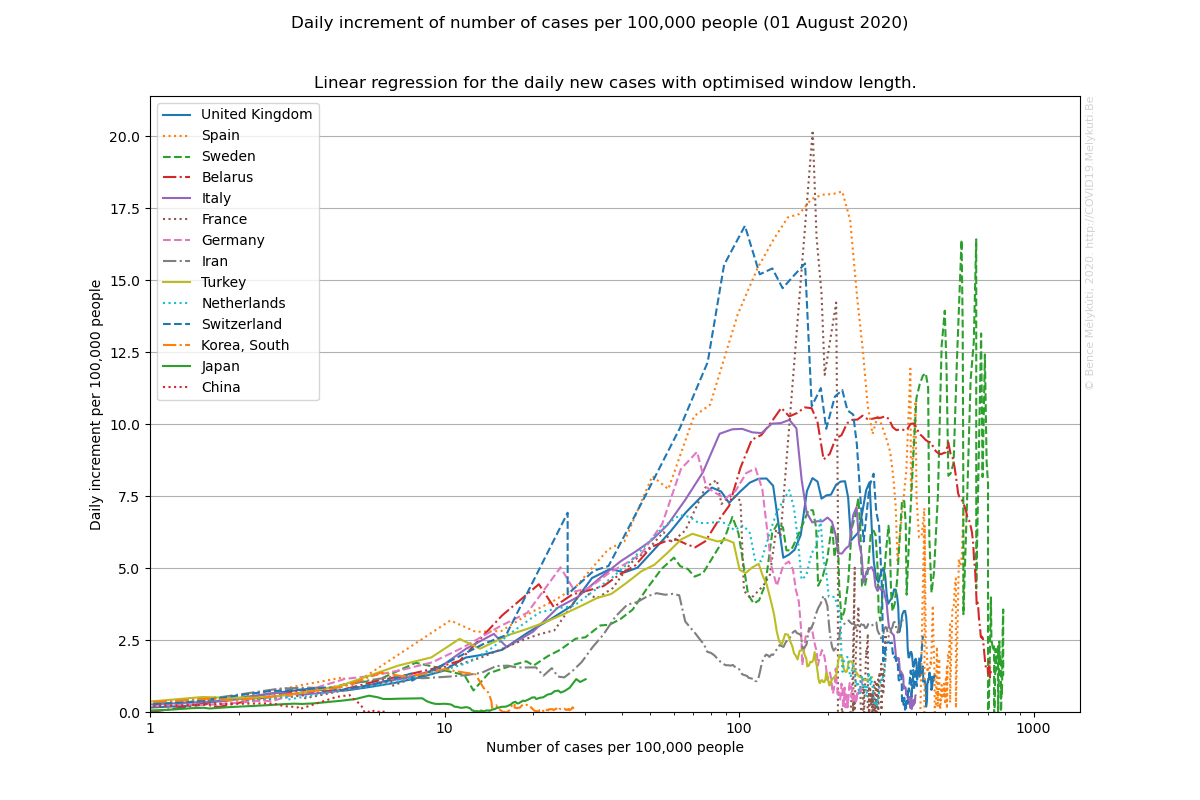 Daily increment of number of cases per 100,000 people (01 August 2020)
Linear regression for the daily new cases with optimised window length.
United Kingdom
Spain
Sweden
Belarus
Italy
France
Germany
Iran
Turkey
Netherlands
Switzerland
Korea, South
Japan
China
20.0
17.5
15.0
12.5
10.0
7.5
5.0
2.5
0.0
Daily increment per 100,000 people
1
10
100
1000
Number of cases per 100,000 people
© Bence Mélykúti, 2020. http://COVID19.Melykuti.Be